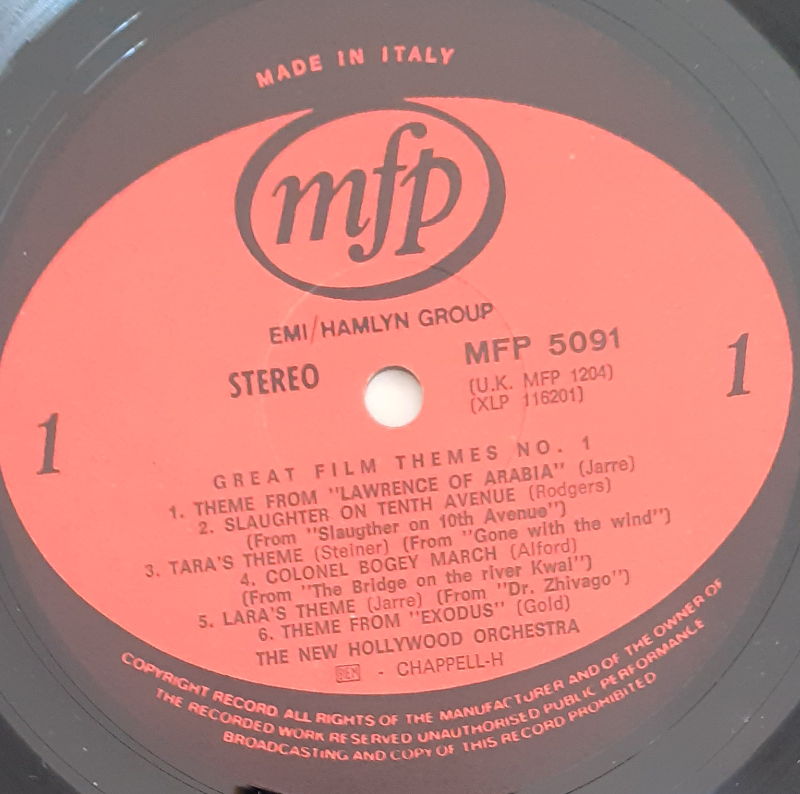 MADE IN ITALY
mfp
EMI/HAMLYN GROUP
STEREO
MFP 5091
(U.K. MFP 1204)
(XLP 116201)
1
1
GREAT FILM THEMES NO. 1
1. THEME FROM "LAWRENCE OF ARABIA" (Jarre)
2. SLAUGHTER ON TENTH AVENUE (Rodgers)
(From "Slaugther on 10th Avenue")
3. TARA'S THEME (Steiner) (From "Gone with the wind")
4. COLONEL BOGEY MARCH (Alford)
(From "The Bridge on the river Kwai")
5. LARA'S THEME (Jarre) (From "Dr. Zhivago")
6. THEME FROM "EXODUS" (Gold)
THE NEW HOLLYWOOD ORCHESTRA
BIEM - CHAPPELL-H
COPYRIGHT RECORD. ALL RIGHTS OF THE MANUFACTURER AND OF THE OWNER OF
THE RECORDED WORK RESERVED UNAUTHORISED PUBLIC PERFORMANCE
BROADCASTING AND COPY OF THIS RECORD PROHIBITED